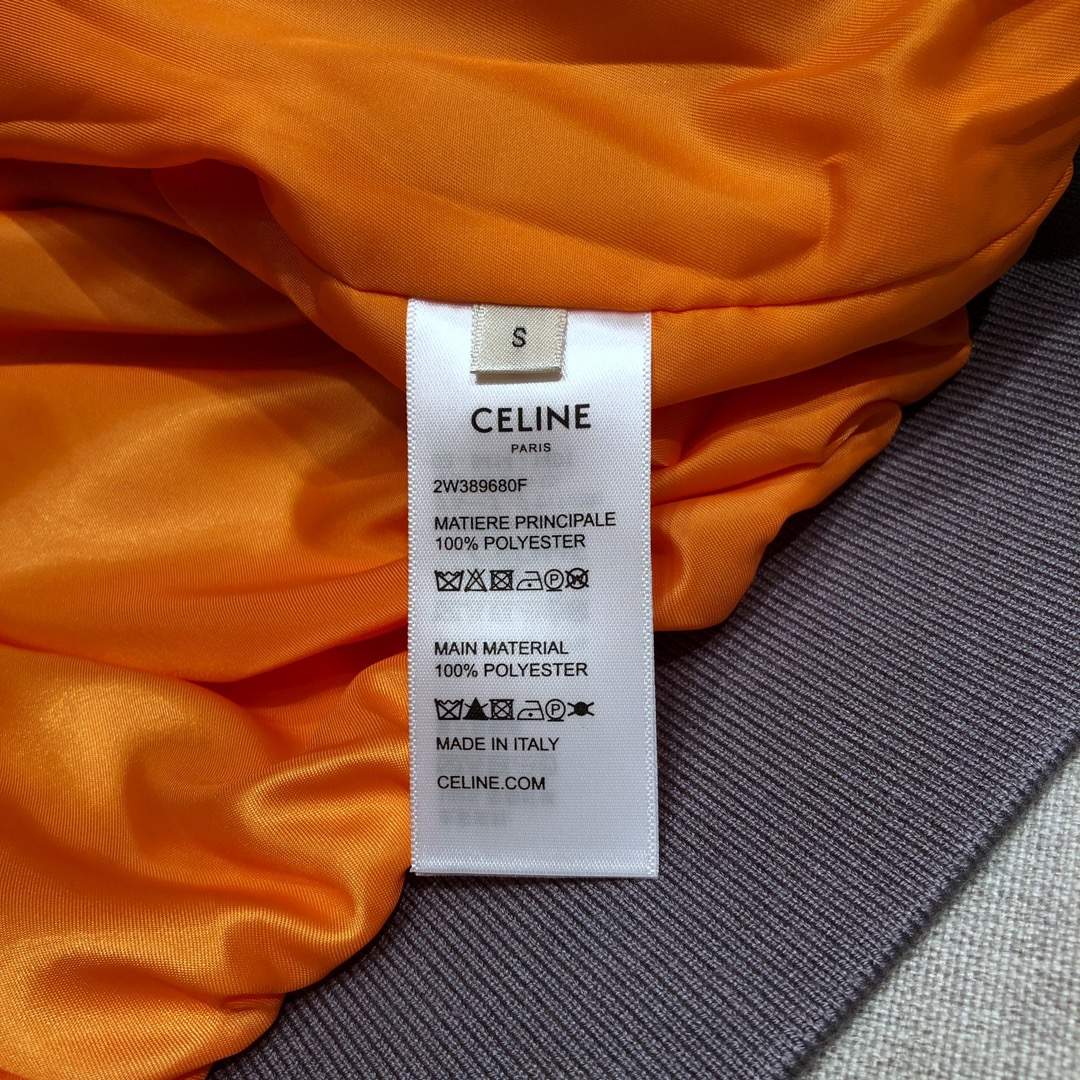 S
CELINE
PARIS
2W389680F
MATIERE PRINCIPALE
100% POLYESTER
MAIN MATERIAL
100% POLYESTER
MADE IN ITALY
CELINE.COM